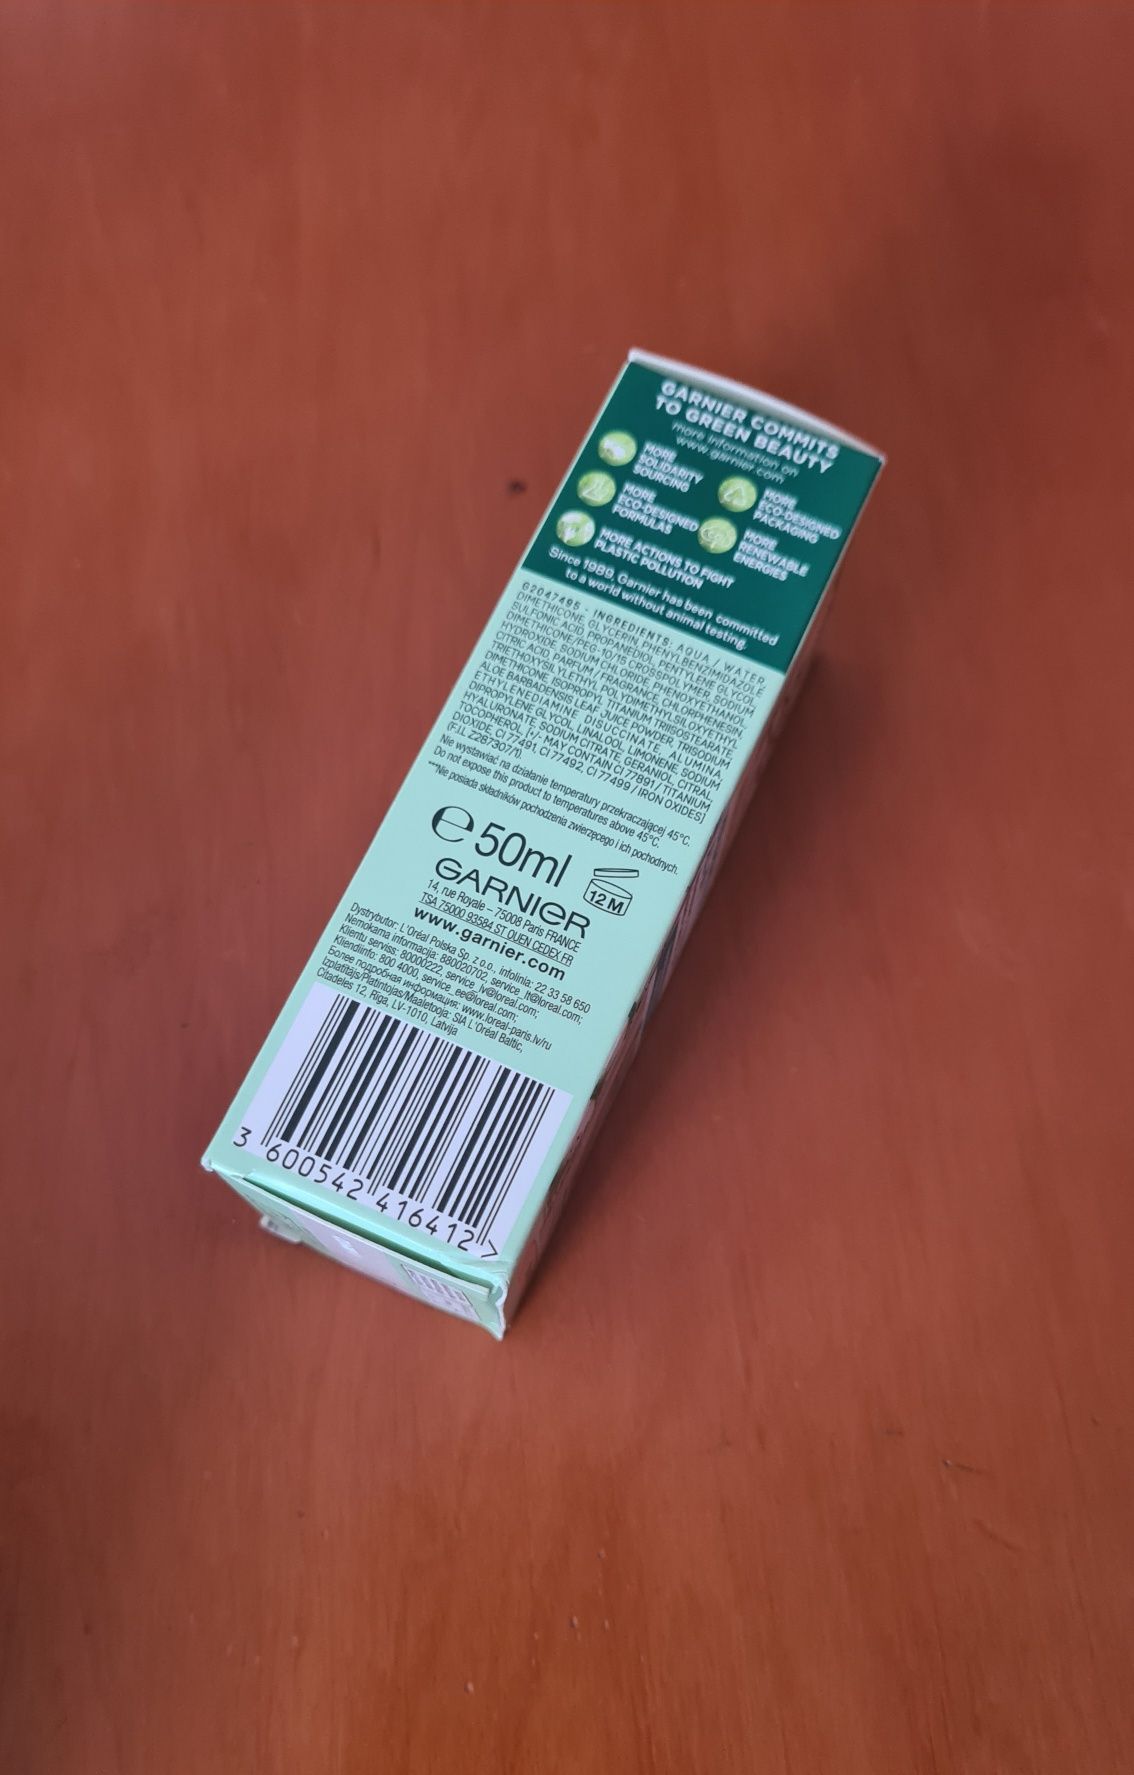 GARNIER COMMITS
TO GREEN BEAUTY
more information on
www.garnier.com
MORE
SOLIDARITY
SOURCING
MORE
ECO-DESIGNED
PACKAGING
MORE
ECO-DESIGNED
FORMULAS
MORE
RENEWABLE
ENERGIES
MORE ACTIONS TO FIGHT
PLASTIC POLLUTION
Since 1989, Garnier has been committed
to a world without animal testing.
G2047495 - INGREDIENTS: AQUA / WATER,
DIMETHICONE, GLYCERIN, PHENYLBENZIMIDAZOLE
SULFONIC ACID, PROPANEDIOL, PENTYLENE GLYCOL,
DIMETHICONE/PEG-10/15 CROSSPOLYMER, SODIUM
HYDROXIDE, SODIUM CHLORIDE, PHENOXYETHANOL,
CITRIC ACID, PARFUM / FRAGRANCE, CHLORPHENESIN,
TRIETHOXYSILYLETHYL POLYDIMETHYLSILOXYETHYL
DIMETHICONE, ISOPROPYL TITANIUM TRIISOSTEARATE,
ALOE BARBADENSIS LEAF JUICE POWDER, TRISODIUM
ETHYLENEDIAMINE DISUCCINATE, ALUMINA,
DIPROPYLENE GLYCOL, LINALOOL, LIMONENE, SODIUM
HYALURONATE, SODIUM CITRATE, GERANIOL, CITRAL,
TOCOPHEROL, [+/- MAY CONTAIN CI 77891 / TITANIUM
DIOXIDE, CI 77491, CI 77492, CI 77499 / IRON OXIDES]
(F.I.L. Z287307/1).
Nie wystawiać na działanie temperatury przekraczającej 45°C.
Do not expose this product to temperatures above 45°C.
***Nie posiada składników pochodzenia zwierzęcego i ich pochodnych.
℮ 50ml
12 M
GARNIER
14, rue Royale – 75008 Paris FRANCE
TSA 75000 93584 ST OUEN CEDEX FR
www.garnier.com
Dystrybutor: L'Oréal Polska Sp. z o.o., infolinia: 22 33 58 650
Nemokama informacija: 880020702, service_lt@loreal.com;
Klientu serviss: 80000222, service_lv@loreal.com;
Kliendiinfo: 800 4000, service_ee@loreal.com;
Более подробная информация: www.loreal-paris.lv/ru
Izplatītājs/Platintojas/Maaletooja: SIA L'Oréal Baltic,
Citadeles 12, Rīga, LV-1010, Latvija
3 600542 416412 >